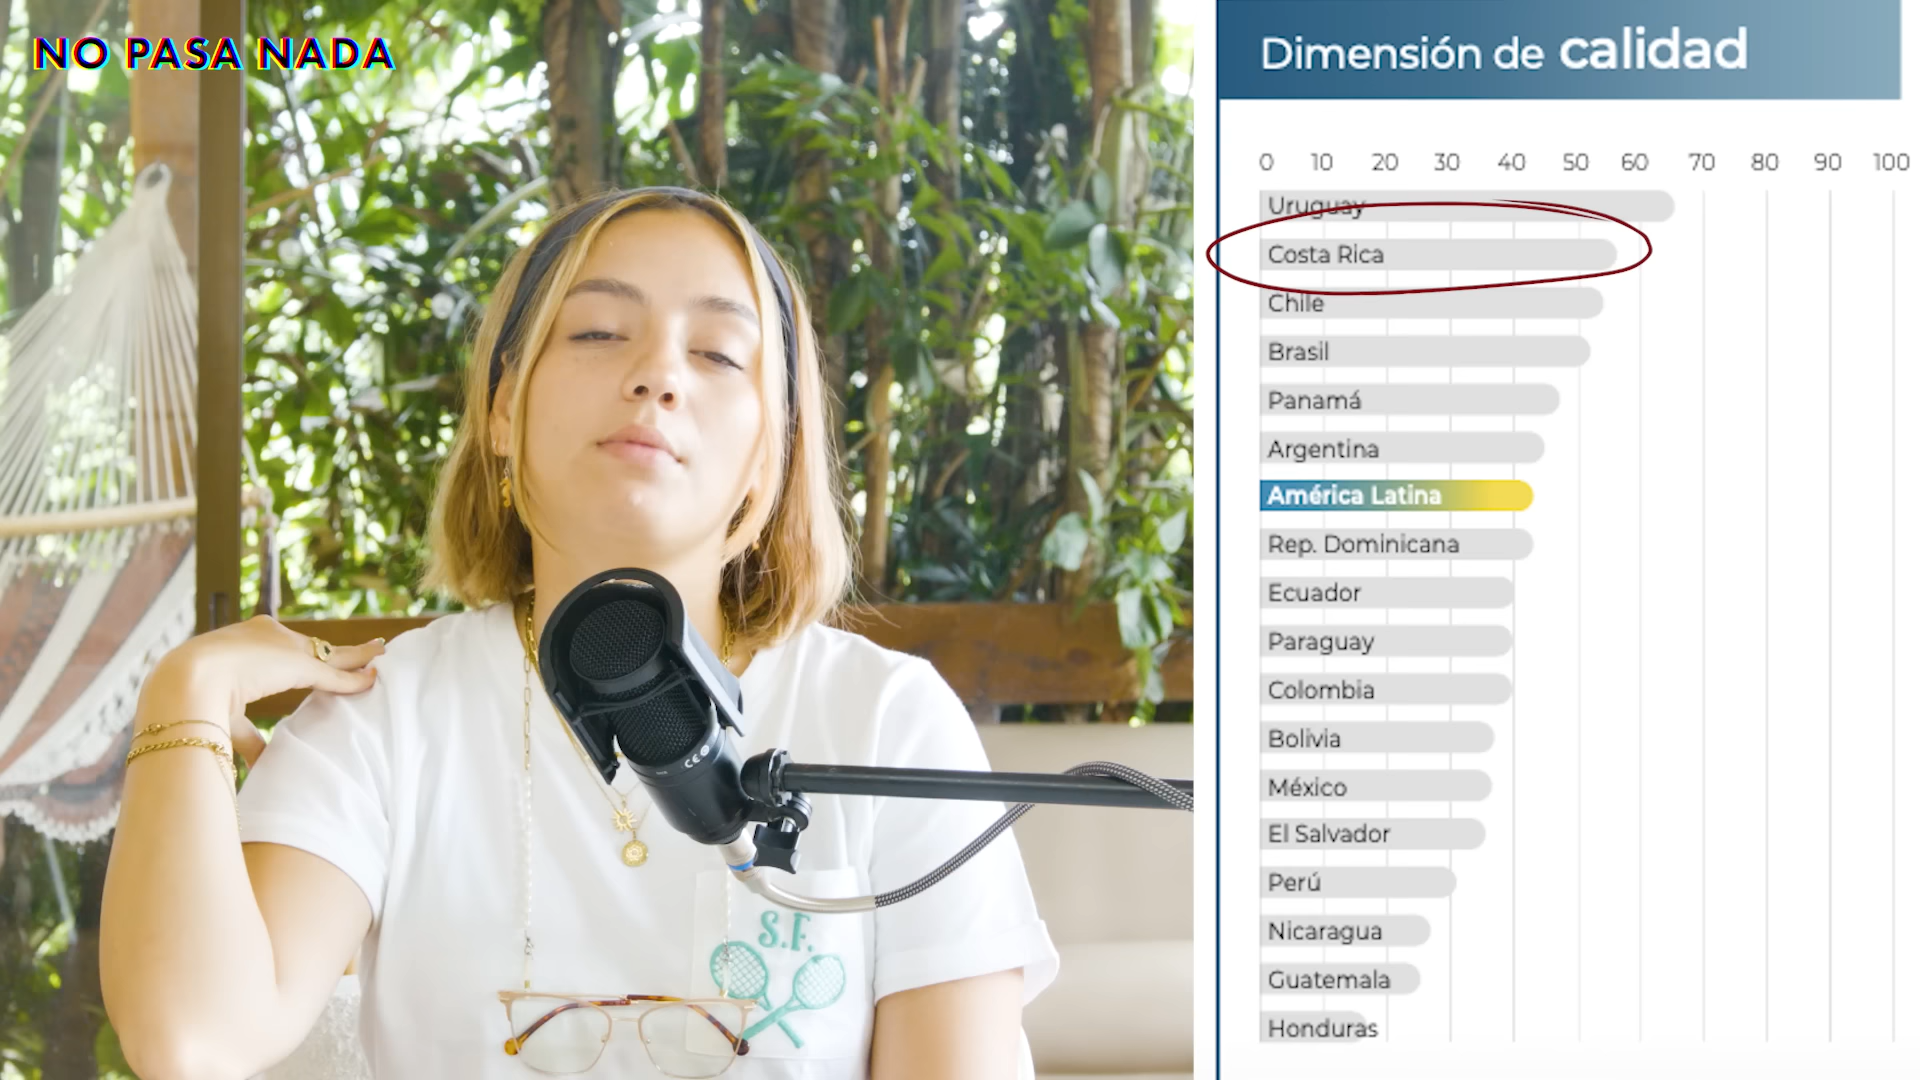 NO PASA NADA
CE
S.F.
Dimensión de calidad
0 10 20 30 40 50 60 70 80 90 100
Uruguay
Costa Rica
Chile
Brasil
Panamá
Argentina
América Latina
Rep. Dominicana
Ecuador
Paraguay
Colombia
Bolivia
México
El Salvador
Perú
Nicaragua
Guatemala
Honduras